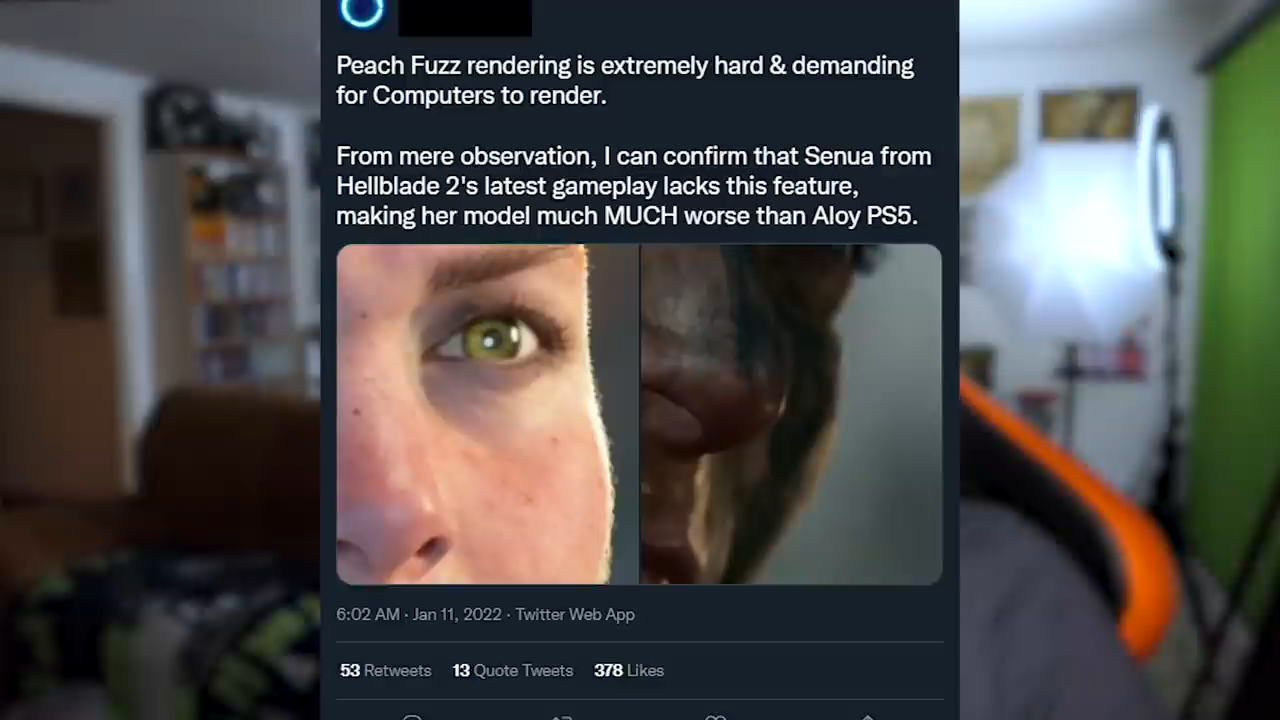 Peach Fuzz rendering is extremely hard & demanding
for Computers to render.
From mere observation, I can confirm that Senua from
Hellblade 2's latest gameplay lacks this feature,
making her model much MUCH worse than Aloy PS5.
6:02 AM · Jan 11, 2022 · Twitter Web App
53 Retweets 13 Quote Tweets 378 Likes